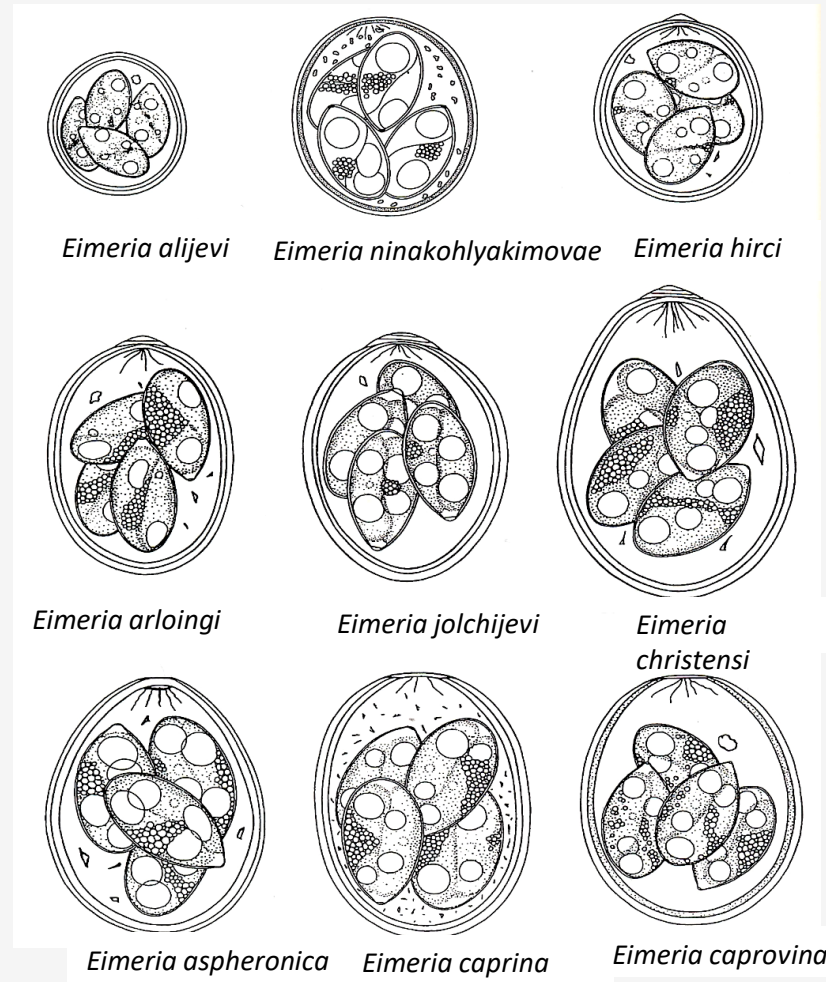 Eimeria alijevi
Eimeria ninakohlyakimovae
Eimeria hirci
Eimeria arloingi
Eimeria jolchijevi
Eimeria
christensi
Eimeria aspheronica
Eimeria caprina
Eimeria caprovina